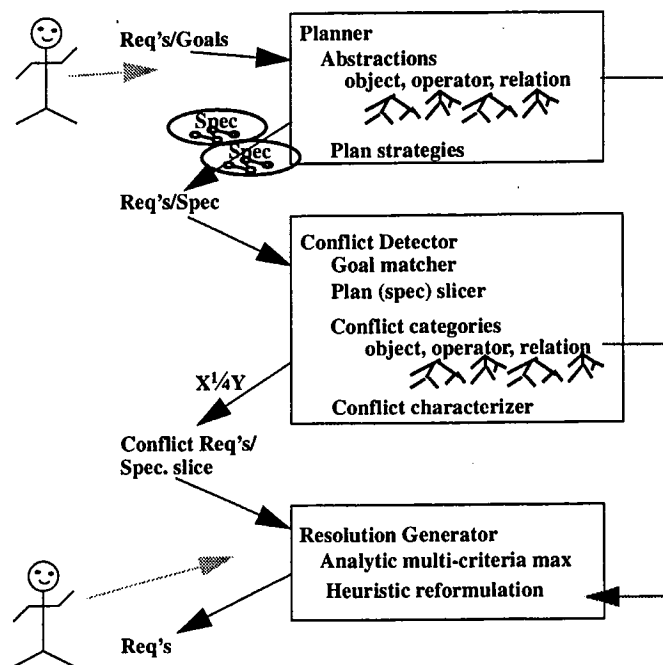 Req's/Goals
Planner
Abstractions
object, operator, relation
Spec
Spec
Plan strategies
Req's/Spec
Conflict Detector
Goal matcher
Plan (spec) slicer
Conflict categories
object, operator, relation
X¼Y
Conflict characterizer
Conflict Req's/
Spec. slice
Resolution Generator
Analytic multi-criteria max
Heuristic reformulation
Req's